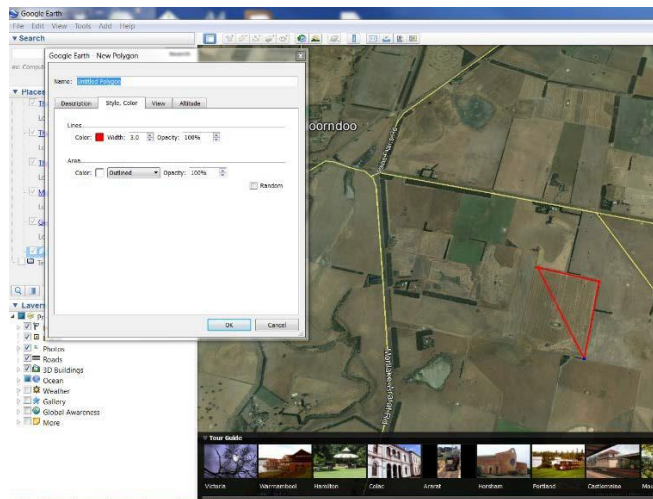 Google Earth
File Edit View Tools Add Help
▼ Search
Google Earth - New Polygon
Name: Untitled Polygon
Description Style, Color View Altitude
Lines
Color: Width: 3.0 Opacity: 100%
Area
Color: Outlined Opacity: 100%
Random
OK Cancel
▼ Places
▼ Layers
Photos
Roads
3D Buildings
Ocean
Weather
Gallery
Global Awareness
More
oorndoo
Tour Guide
Victoria Warrnambool Hamilton Colac Ararat Horsham Portland Castlemaine